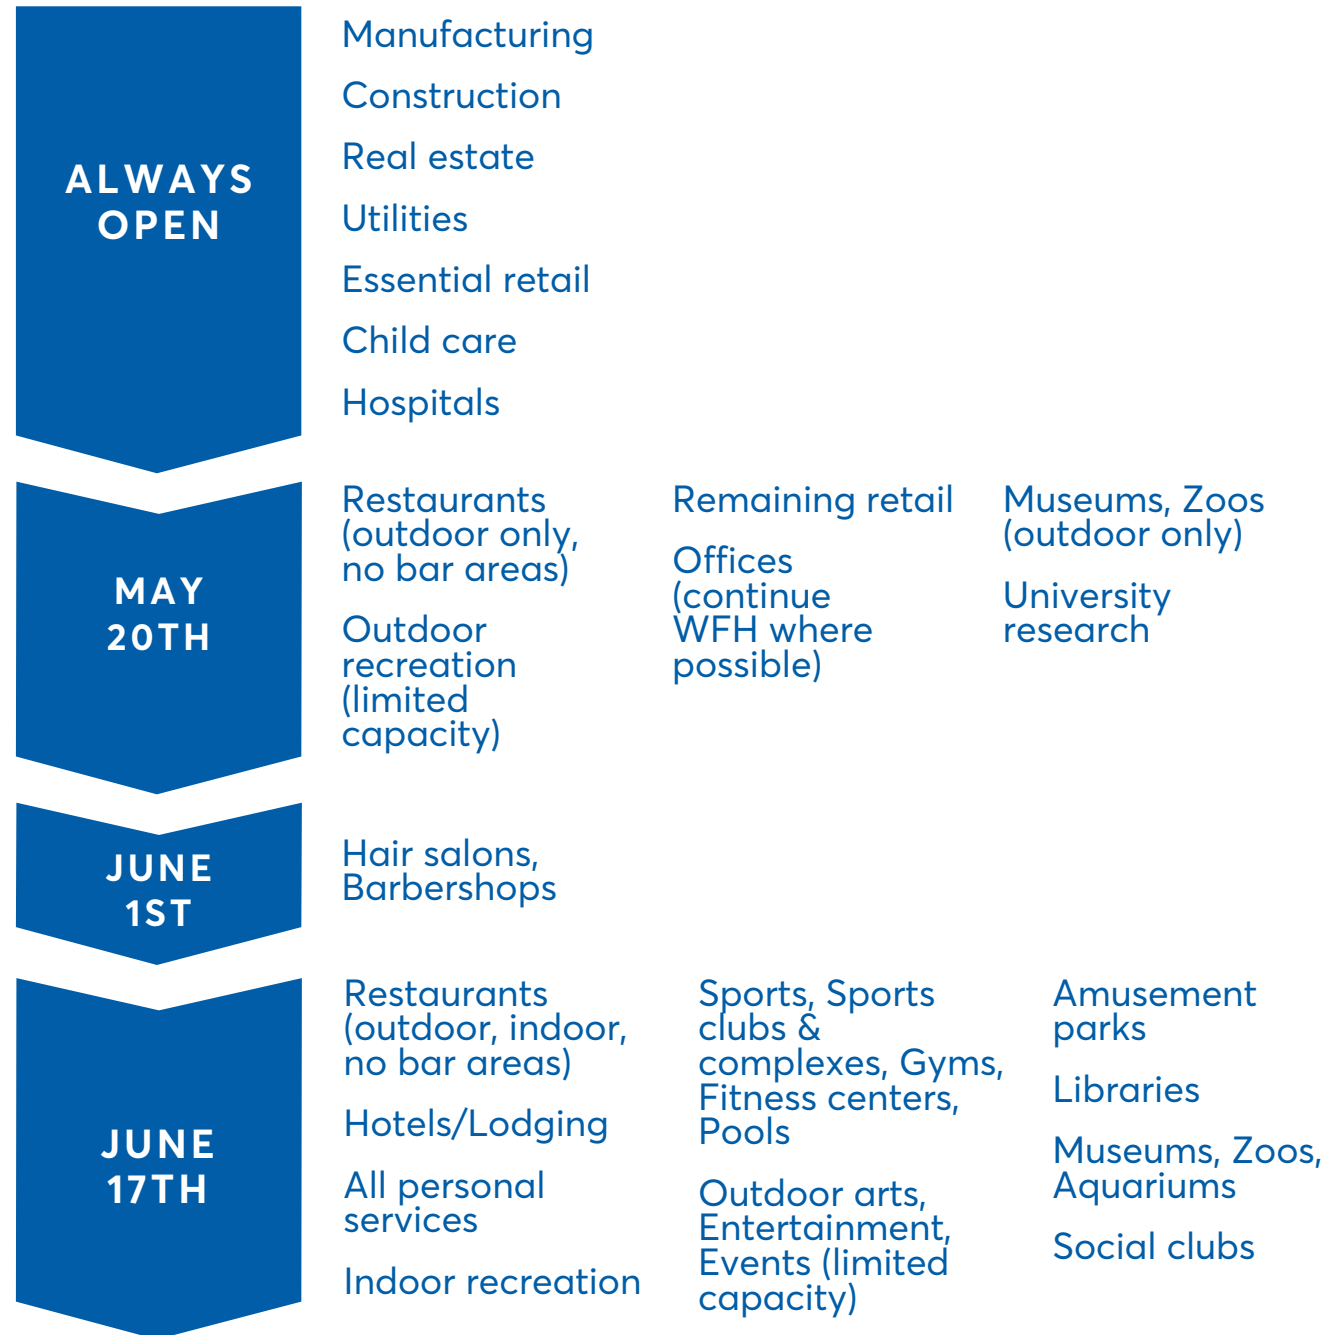 ALWAYS
OPEN
Manufacturing
Construction
Real estate
Utilities
Essential retail
Child care
Hospitals
MAY
20TH
Restaurants
(outdoor only,
no bar areas)
Outdoor
recreation
(limited
capacity)
Remaining retail
Offices
(continue
WFH where
possible)
Museums, Zoos
(outdoor only)
University
research
JUNE
1ST
Hair salons,
Barbershops
JUNE
17TH
Restaurants
(outdoor, indoor,
no bar areas)
Hotels/Lodging
All personal
services
Indoor recreation
Sports, Sports
clubs &
complexes, Gyms,
Fitness centers,
Pools
Outdoor arts,
Entertainment,
Events (limited
capacity)
Amusement
parks
Libraries
Museums, Zoos,
Aquariums
Social clubs